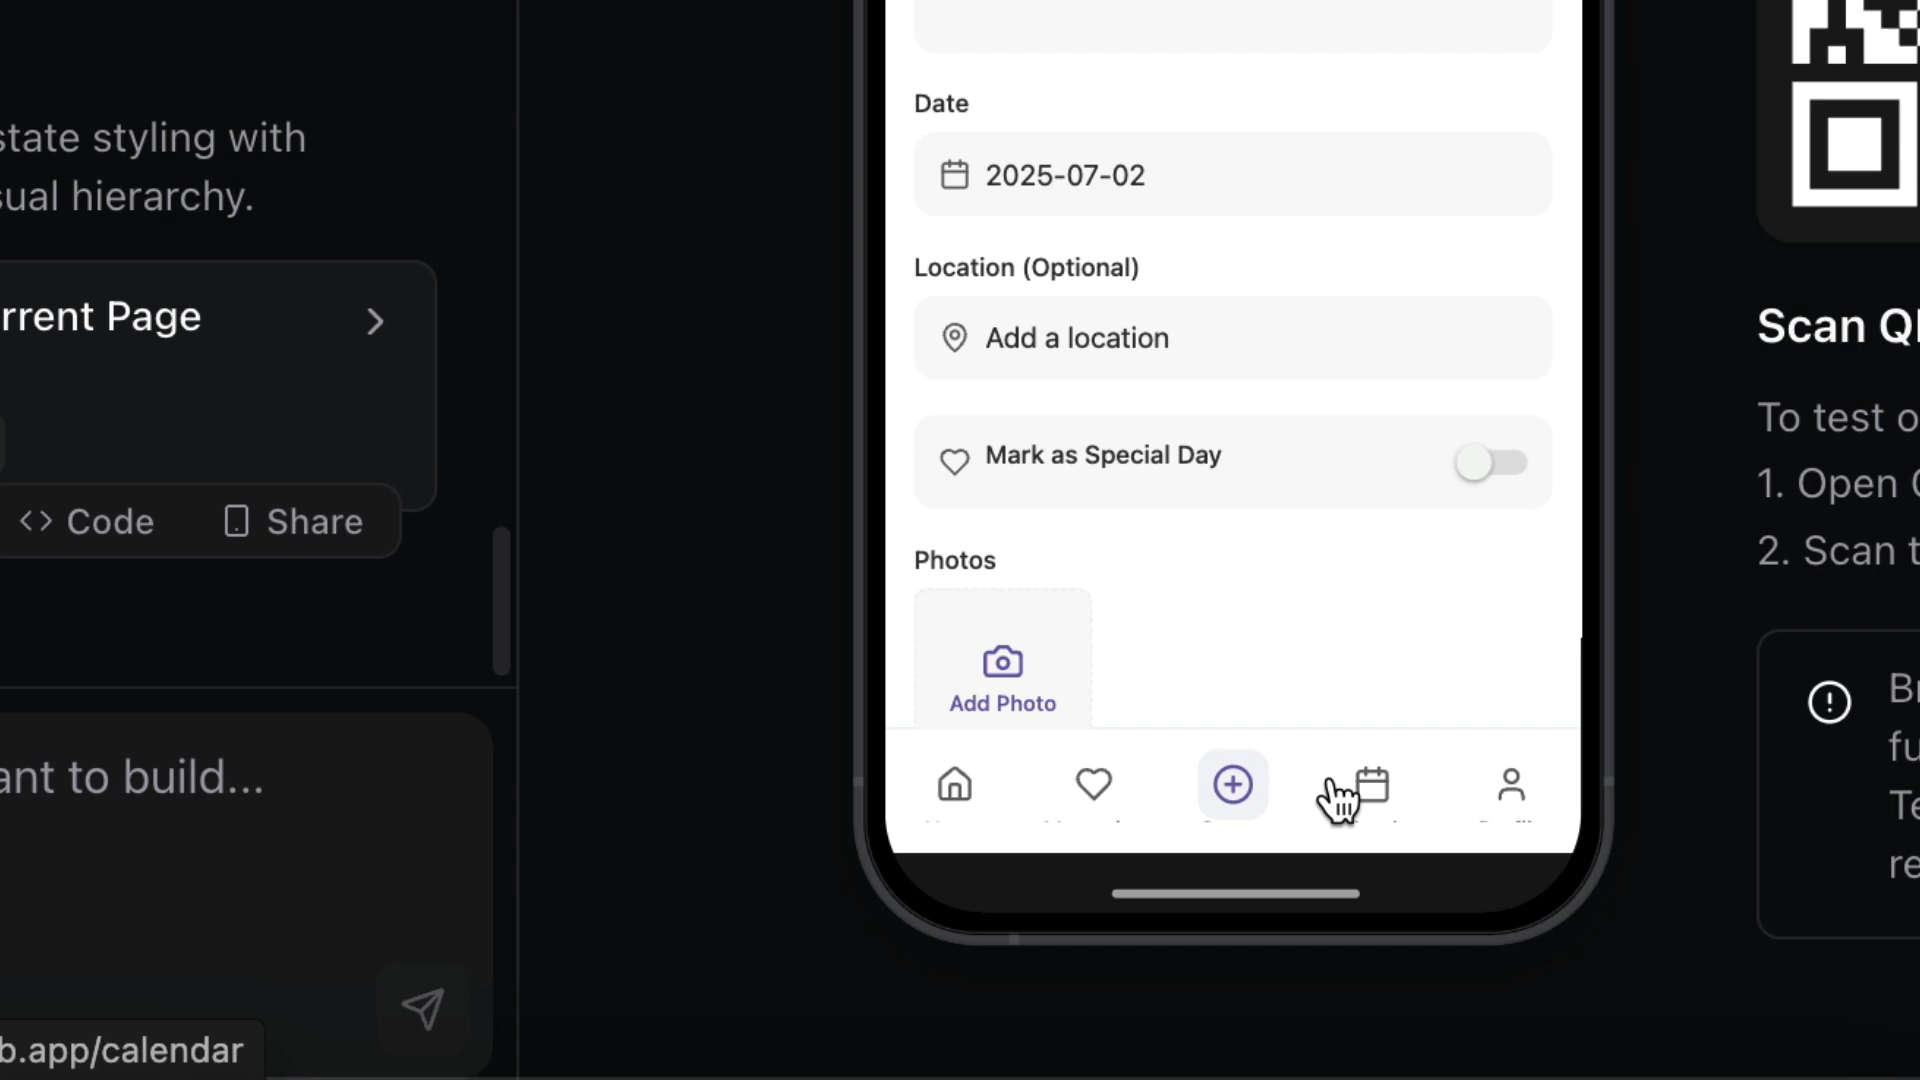 state styling with
sual hierarchy.
rrent Page
Code
Share
ant to build...
b.app/calendar
Date
2025-07-02
Location (Optional)
Add a location
Mark as Special Day
Photos
Add Photo
Scan Q
To test o
1. Open
2. Scan t
Br
fu
Te
re